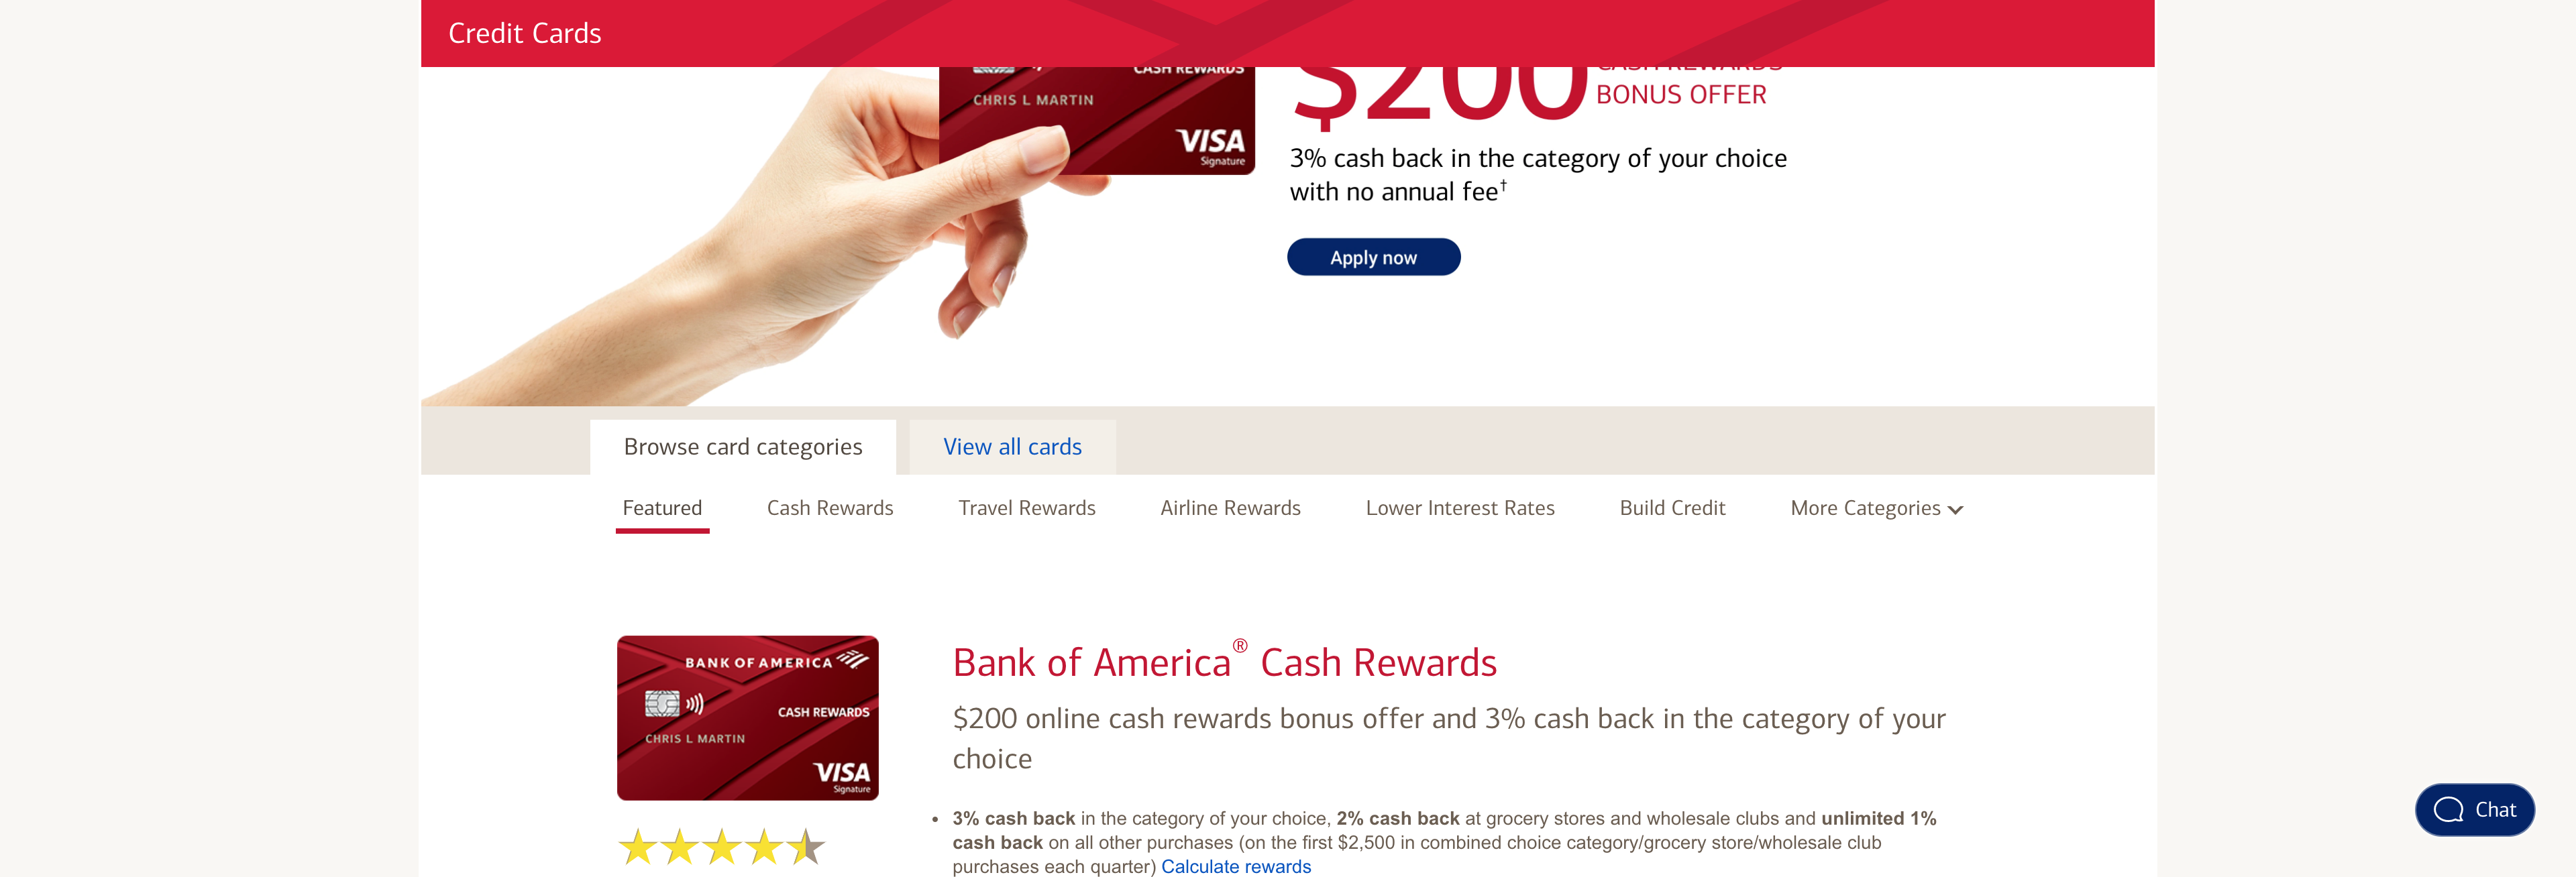 Credit Cards
CASH REWARDS
CHRIS L MARTIN
VISA
Signature
$200
CASH REWARDS
BONUS OFFER
3% cash back in the category of your choice
with no annual fee†
Apply now
Browse card categories
View all cards
Featured
Cash Rewards
Travel Rewards
Airline Rewards
Lower Interest Rates
Build Credit
More Categories
BANK OF AMERICA
CASH REWARDS
CHRIS L MARTIN
VISA
Signature
Bank of America® Cash Rewards
$200 online cash rewards bonus offer and 3% cash back in the category of your
choice
• 3% cash back in the category of your choice, 2% cash back at grocery stores and wholesale clubs and unlimited 1%
cash back on all other purchases (on the first $2,500 in combined choice category/grocery store/wholesale club
purchases each quarter) Calculate rewards
Chat